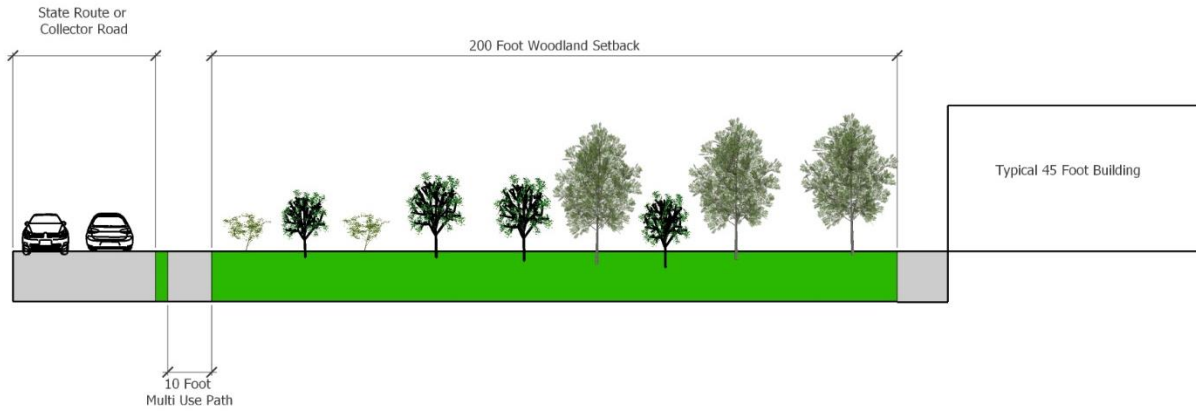 State Route or
Collector Road
200 Foot Woodland Setback
Typical 45 Foot Building
10 Foot
Multi Use Path